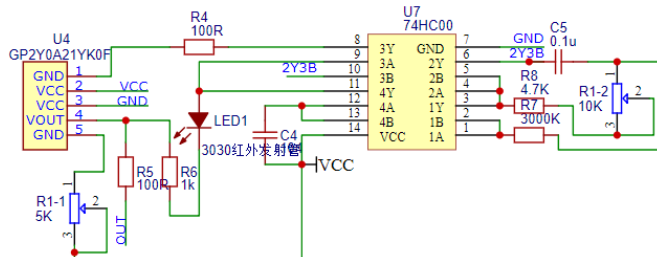 U4
GP2Y0A21YK0F
GND 1
VCC 2 VCC
VCC 3 GND
VOUT 4
GND 5
R4
100R
U7
74HC00
8 3Y GND 7 GND
9 3A 2Y 6 2Y3B
2Y3B 10 3B 2B 5
11 4Y 2A 4
12 4A 1Y 3
13 4B 1B 2
14 VCC 1A 1
C5
0.1u
R8
4.7K
R7
3000K
R1-2
10K
1
2
3
LED1
3030红外发射管
C4
VCC
R5
100R
R6
1k
OUT
R1-1
5K
1
2
3